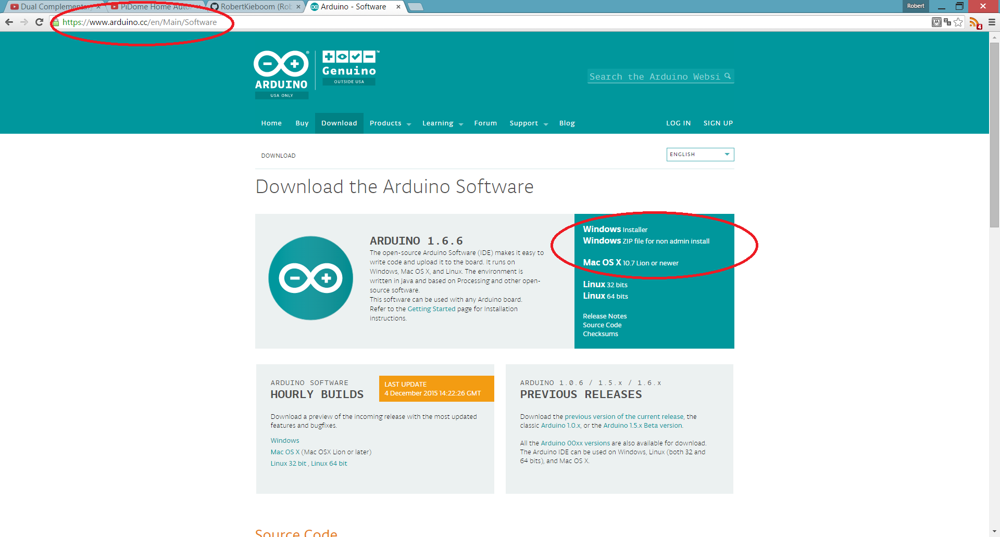 Dual Complementary
PiDome Home Auto
RobertKieboom (Rob
Arduino - Software
Robert
https://www.arduino.cc/en/Main/Software
4
ARDUINO
USA ONLY
Genuino
OUTSIDE USA
Search the Arduino Websi
Home Buy Download Products Learning Forum Support Blog LOG IN SIGN UP
DOWNLOAD
ENGLISH
Download the Arduino Software
ARDUINO 1.6.6
The open-source Arduino Software (IDE) makes it easy to
write code and upload it to the board. It runs on
Windows, Mac OS X, and Linux. The environment is
written in Java and based on Processing and other open-
source software.
This software can be used with any Arduino board.
Refer to the Getting Started page for Installation
instructions.
Windows Installer
Windows ZIP file for non admin install
Mac OS X 10.7 Lion or newer
Linux 32 bits
Linux 64 bits
Release Notes
Source Code
Checksums
ARDUINO SOFTWARE
HOURLY BUILDS
LAST UPDATE
4 December 2015 14:22:26 GMT
Download a preview of the incoming release with the most updated
features and bugfixes.
Windows
Mac OS X (Mac OSX Lion or later)
Linux 32 bit , Linux 64 bit
ARDUINO 1.0.6 / 1.5.x / 1.6.x
PREVIOUS RELEASES
Download the previous version of the current release, the
classic Arduino 1.0.x, or the Arduino 1.5.x Beta version.
All the Arduino 00xx versions are also available for download.
The Arduino IDE can be used on Windows, Linux (both 32 and
64 bits), and Mac OS X.
Source Code